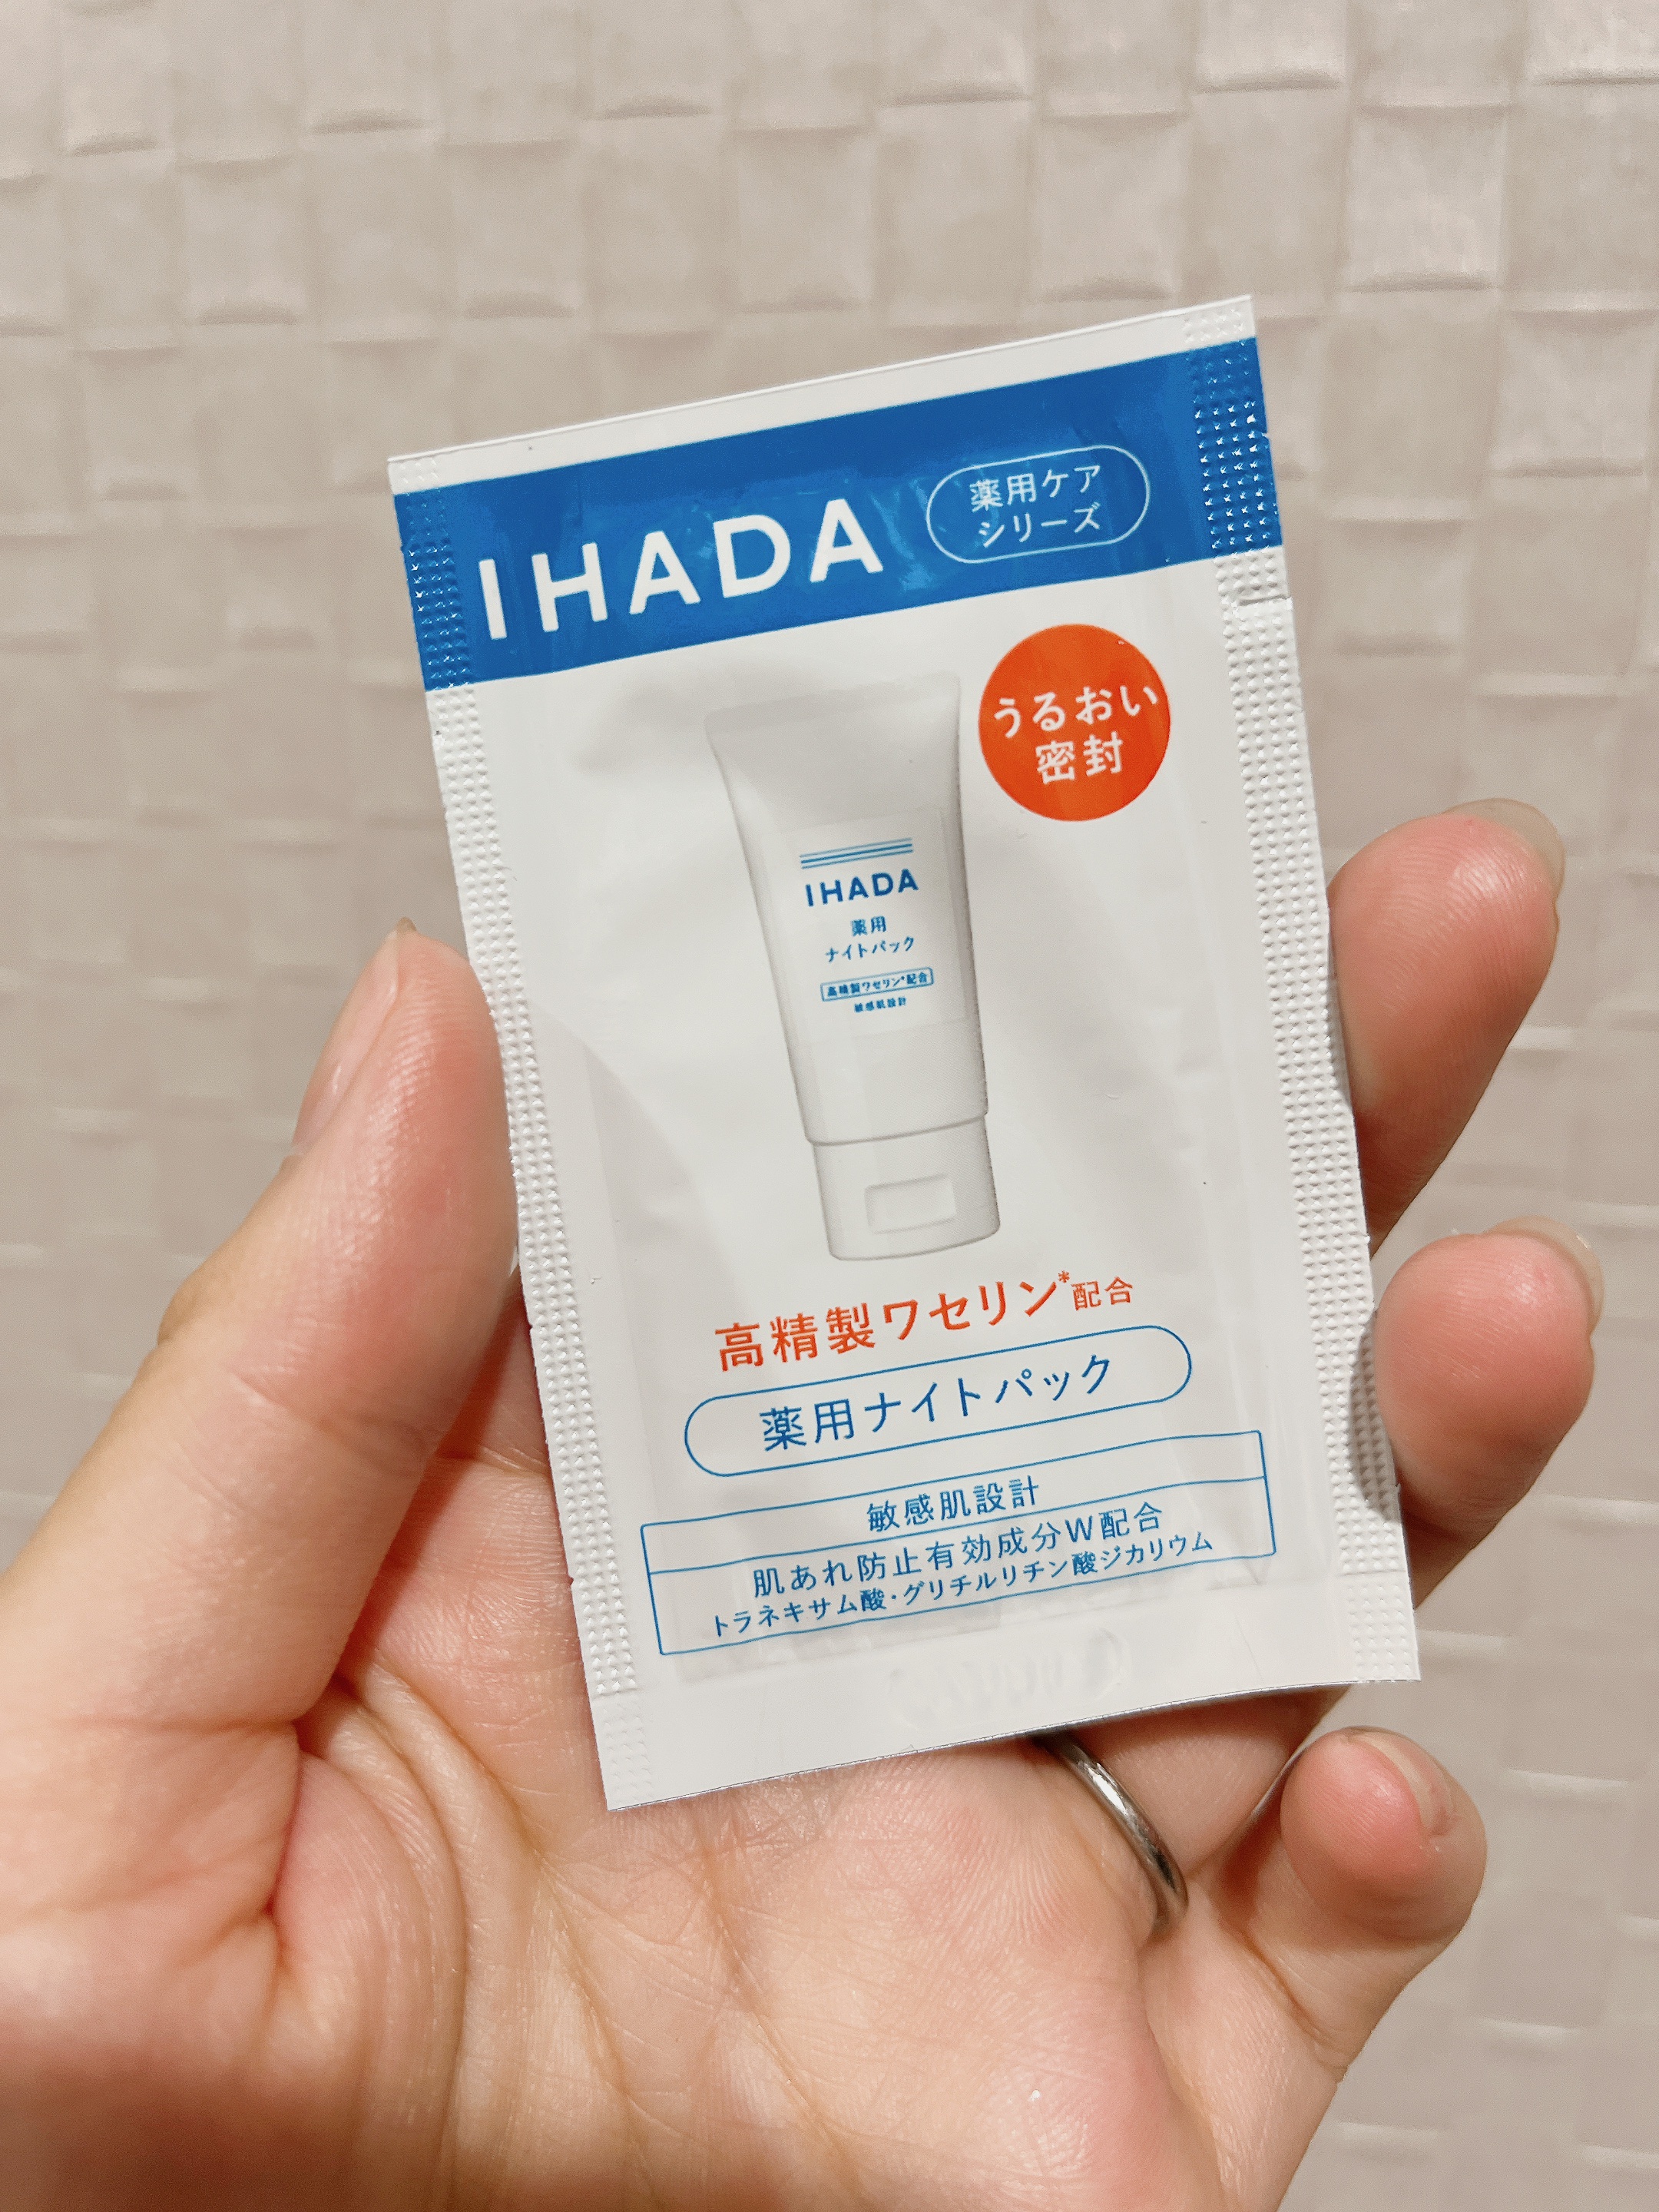 IHADA
薬用ケア
シリーズ
うるおい
密封
IHADA
薬用
ナイトパック
高精製ワセリン*配合
敏感肌設計
高精製ワセリン*配合
薬用ナイトパック
敏感肌設計
肌あれ防止有効成分W配合
トラネキサム酸・グリチルリチン酸ジカリウム